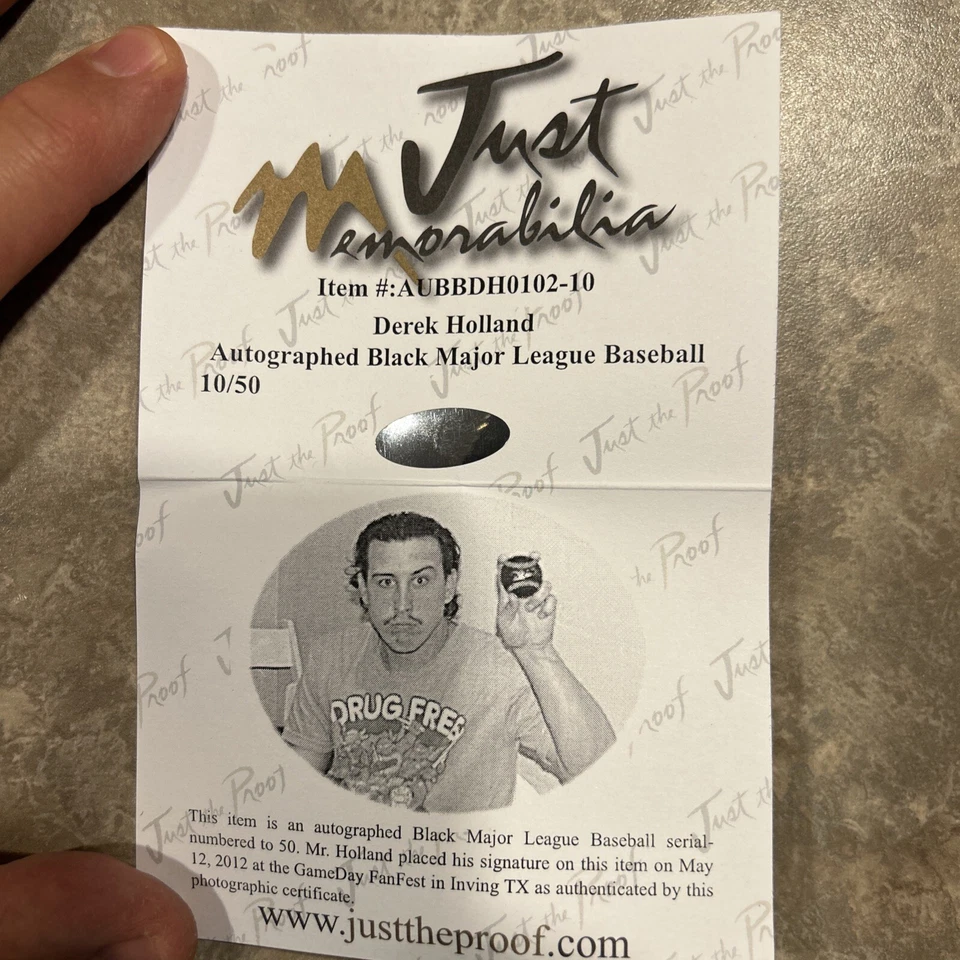 Just
Memorabilia
Item #:AUBBDH0102-10
Derek Holland
Autographed Black Major League Baseball
10/50
DRUG FREE
This item is an autographed Black Major League Baseball serial-
numbered to 50. Mr. Holland placed his signature on this item on May
12, 2012 at the GameDay FanFest in Inving TX as authenticated by this
photographic certificate.
www.justtheproof.com
Just the Proof